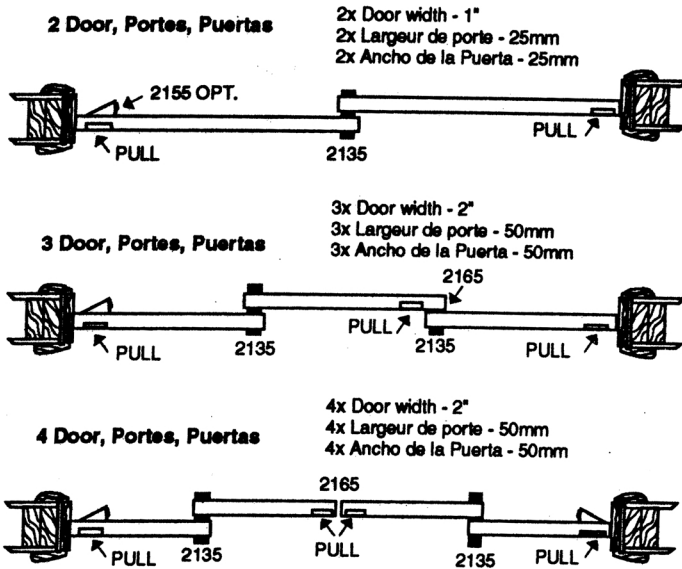 2 Door, Portes, Puertas
2x Door width - 1"
2x Largeur de porte - 25mm
2x Ancho de la Puerta - 25mm
2155 OPT.
PULL
2135
PULL
3 Door, Portes, Puertas
3x Door width - 2"
3x Largeur de porte - 50mm
3x Ancho de la Puerta - 50mm
2165
PULL
2135
PULL
2135
PULL
4 Door, Portes, Puertas
4x Door width - 2"
4x Largeur de porte - 50mm
4x Ancho de la Puerta - 50mm
2165
PULL
2135
PULL
2135
PULL